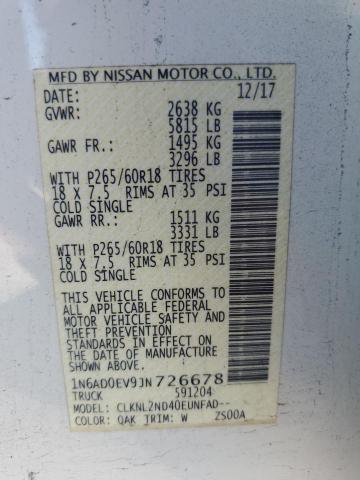 MFD BY NISSAN MOTOR CO., LTD.
DATE: 12/17
GVWR: 2638 KG
5815 LB
GAWR FR.: 1495 KG
3296 LB
WITH P265/60R18 TIRES
18 X 7.5 RIMS AT 35 PSI
COLD SINGLE
GAWR RR.: 1511 KG
3331 LB
WITH P265/60R18 TIRES
18 X 7.5 RIMS AT 35 PSI
COLD SINGLE
THIS VEHICLE CONFORMS TO
ALL APPLICABLE FEDERAL
MOTOR VEHICLE SAFETY
STANDARDS IN EFFECT ON
THE DATE OF MANUFACTURE
SHOWN ABOVE.
1N6AD0EV9JN726678
TRUCK 591204
MODEL: CLKNL2ND40EUNFAD--
COLOR: QAK TRIM: W ZS00A